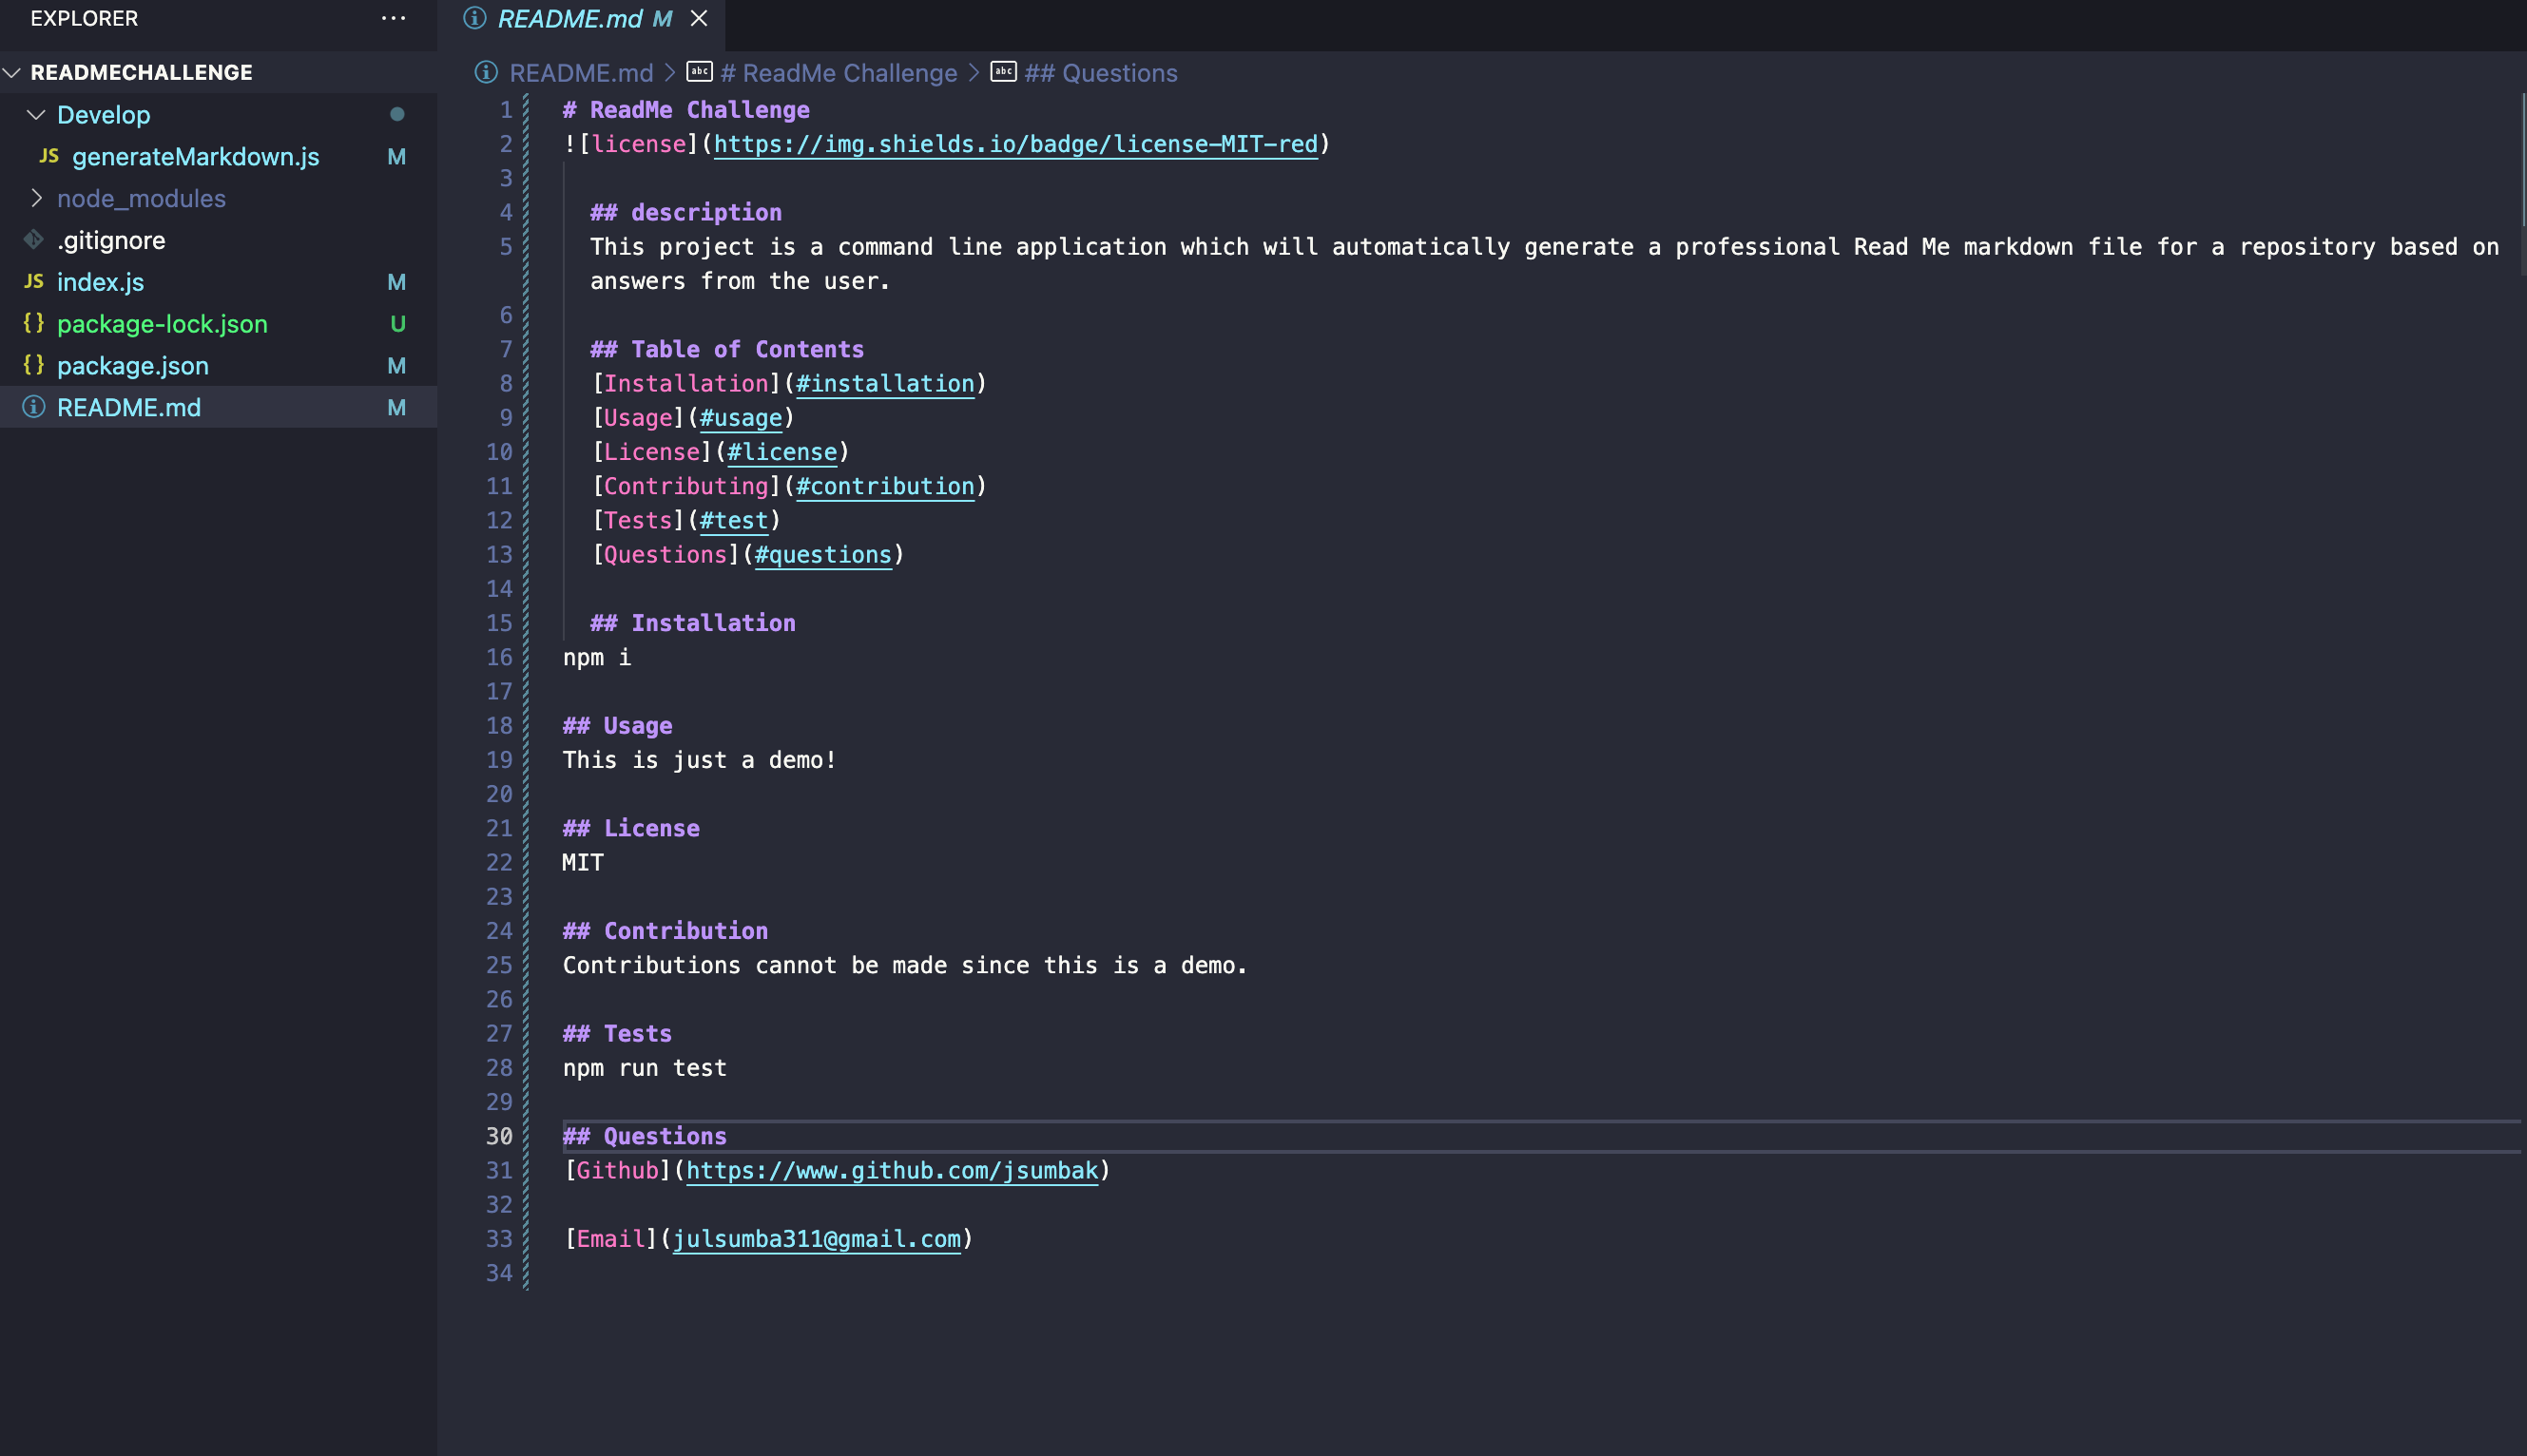 EXPLORER ...
READMECHALLENGE
Develop
JS generateMarkdown.js M
node_modules
.gitignore
JS index.js M
{} package-lock.json U
{} package.json M
README.md M
README.md M
README.md > abc # ReadMe Challenge > abc ## Questions
1 # ReadMe Challenge
2 ![license](https://img.shields.io/badge/license-MIT-red)
3
4 ## description
5 This project is a command line application which will automatically generate a professional Read Me markdown file for a repository based on
answers from the user.
6
7 ## Table of Contents
8 [Installation](#installation)
9 [Usage](#usage)
10 [License](#license)
11 [Contributing](#contribution)
12 [Tests](#test)
13 [Questions](#questions)
14
15 ## Installation
16 npm i
17
18 ## Usage
19 This is just a demo!
20
21 ## License
22 MIT
23
24 ## Contribution
25 Contributions cannot be made since this is a demo.
26
27 ## Tests
28 npm run test
29
30 ## Questions
31 [Github](https://www.github.com/jsumbak)
32
33 [Email](julsumba311@gmail.com)
34